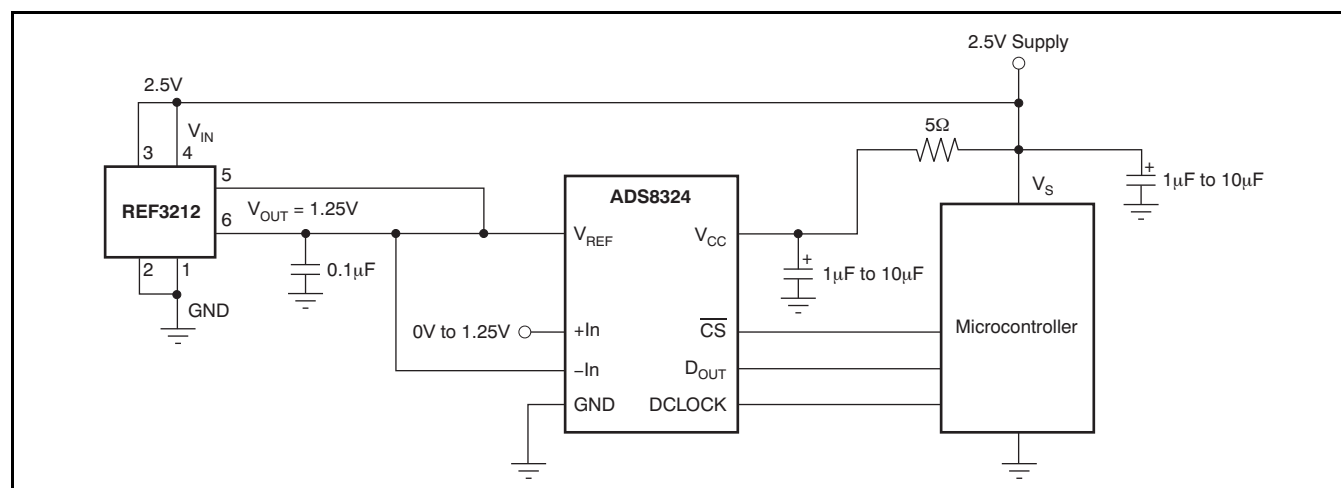 2.5V Supply
2.5V
V_IN
3
4
5Ω
+
1μF to 10μF
V_S
5
REF3212
6
V_OUT = 1.25V
ADS8324
V_REF
V_CC
0.1μF
+
1μF to 10μF
2
1
GND
0V to 1.25V
+In
C̅S̅
Microcontroller
–In
D_OUT
GND
DCLOCK